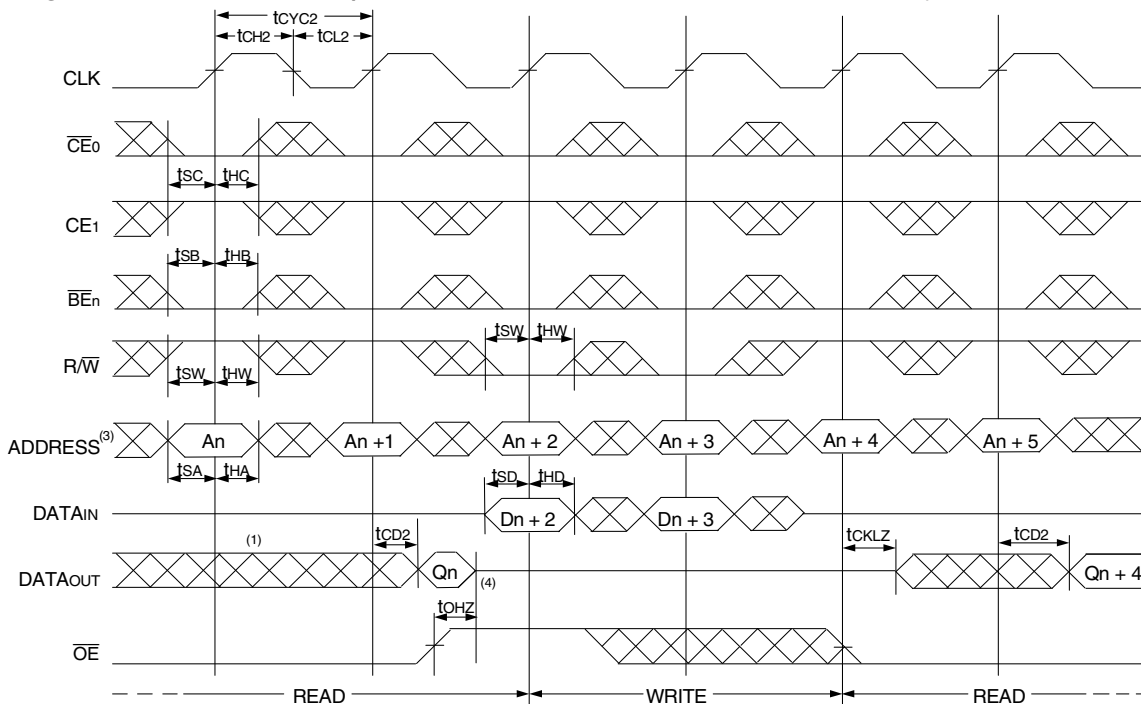 tCYC2
tCH2 tCL2
CLK
CE0
tSC tHC
CE1
tSB tHB
BEn
tSW tHW
R/W
tSW tHW
ADDRESS(3) An An +1 An + 2 An + 3 An + 4 An + 5
tSA tHA tSD tHD
DATAIN Dn + 2 Dn + 3
(1) tCD2 tCKLZ tCD2
DATAOUT Qn (4) Qn + 4
tOHZ
OE
READ WRITE READ